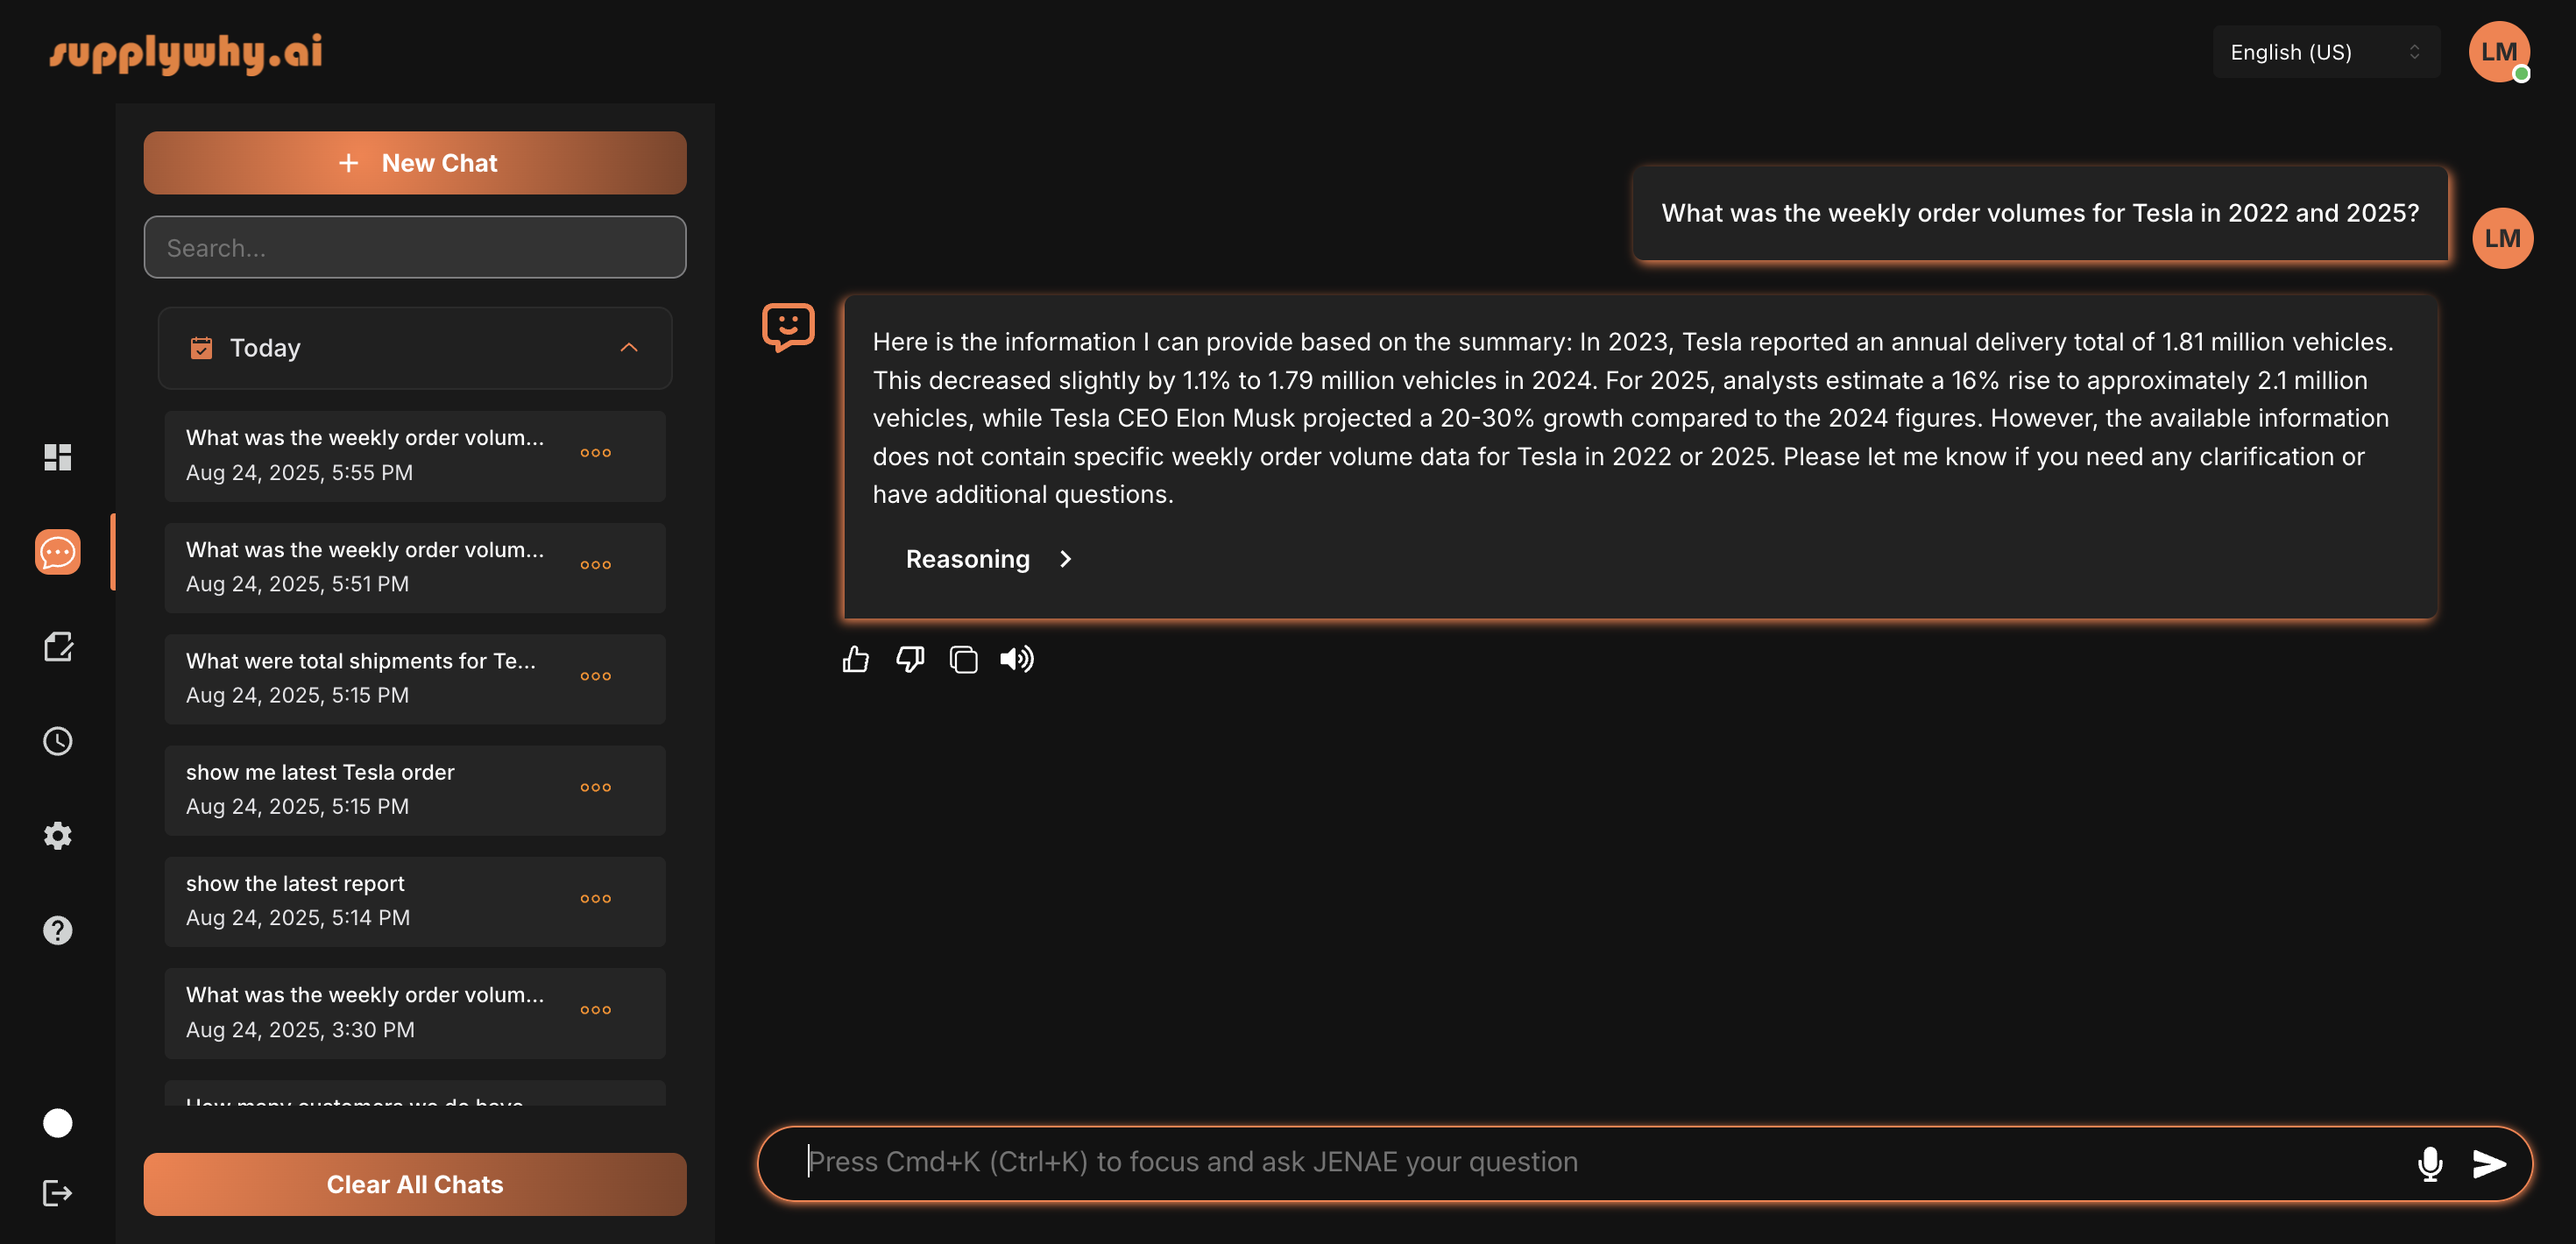 supplywhy.ai
English (US)
LM
+ New Chat
Search...
Today
What was the weekly order volum...
Aug 24, 2025, 5:55 PM
What was the weekly order volum...
Aug 24, 2025, 5:51 PM
What were total shipments for Te...
Aug 24, 2025, 5:15 PM
show me latest Tesla order
Aug 24, 2025, 5:15 PM
show the latest report
Aug 24, 2025, 5:14 PM
What was the weekly order volum...
Aug 24, 2025, 3:30 PM
How many customers we do have
Clear All Chats
What was the weekly order volumes for Tesla in 2022 and 2025?
LM
Here is the information I can provide based on the summary: In 2023, Tesla reported an annual delivery total of 1.81 million vehicles.
This decreased slightly by 1.1% to 1.79 million vehicles in 2024. For 2025, analysts estimate a 16% rise to approximately 2.1 million
vehicles, while Tesla CEO Elon Musk projected a 20-30% growth compared to the 2024 figures. However, the available information
does not contain specific weekly order volume data for Tesla in 2022 or 2025. Please let me know if you need any clarification or
have additional questions.
Reasoning
Press Cmd+K (Ctrl+K) to focus and ask JENAE your question